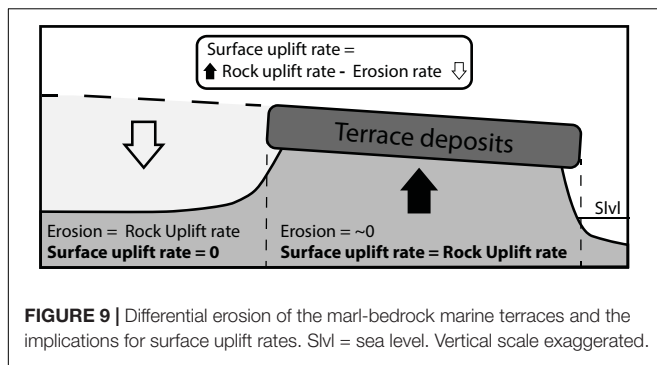 Surface uplift rate =
Rock uplift rate - Erosion rate
Terrace deposits
Slvl
Erosion = Rock Uplift rate
Surface uplift rate = 0
Erosion = ~0
Surface uplift rate = Rock Uplift rate
FIGURE 9 | Differential erosion of the marl-bedrock marine terraces and the
implications for surface uplift rates. Slvl = sea level. Vertical scale exaggerated.